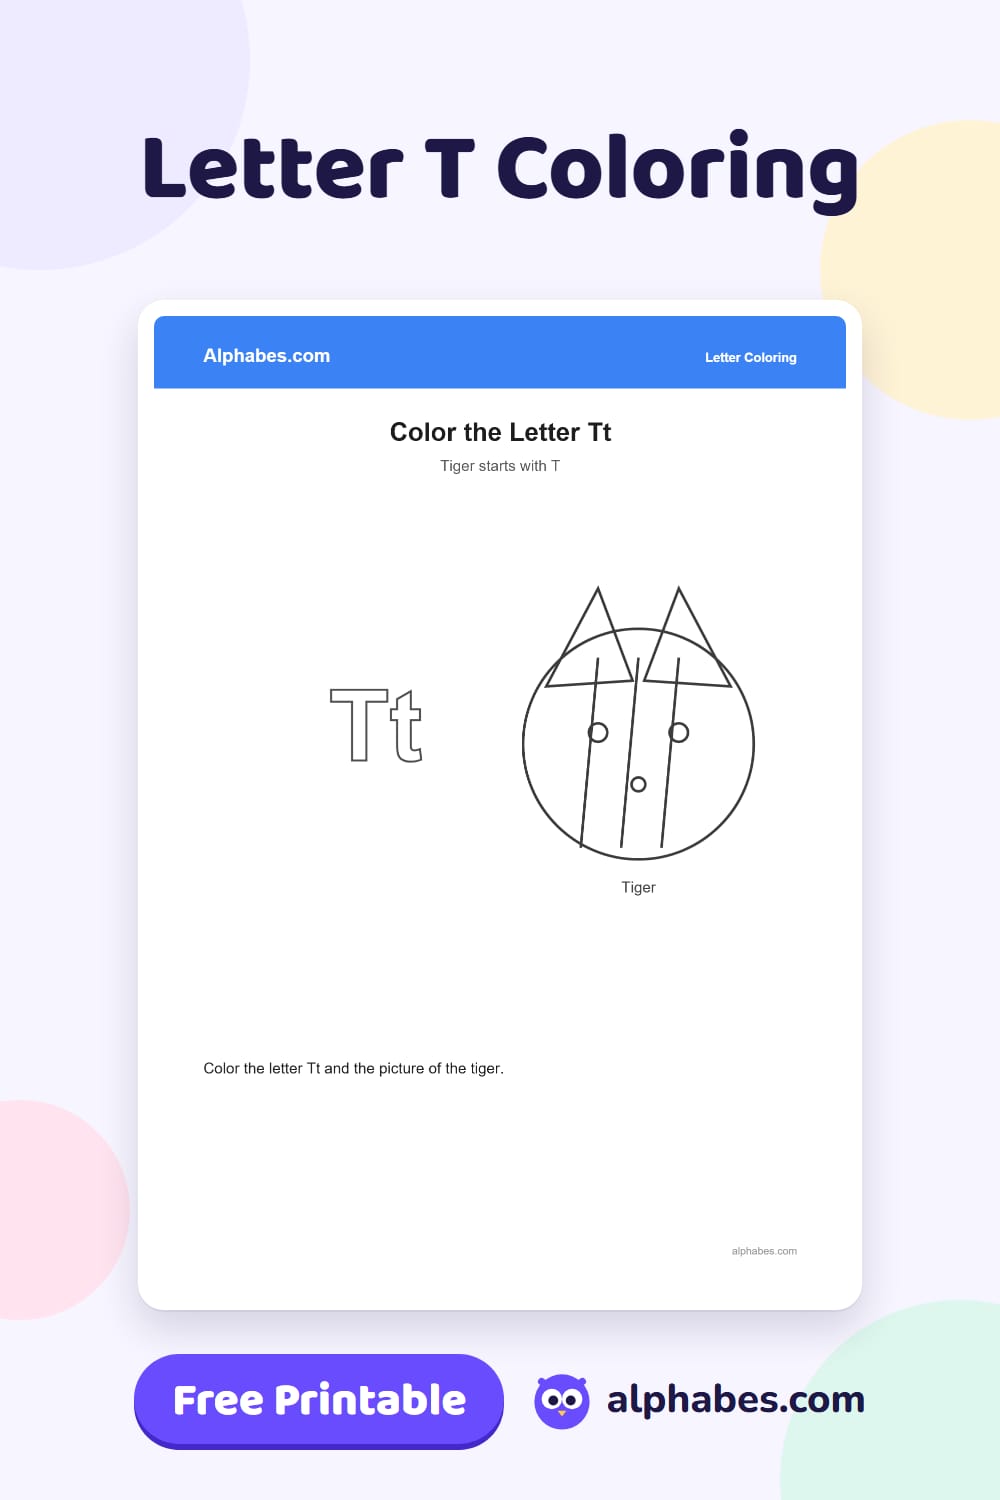 Letter T Coloring
Alphabes.com
Letter Coloring
Color the Letter Tt
Tiger starts with T
Tt
Tiger
Color the letter Tt and the picture of the tiger.
alphabes.com
Free Printable
alphabes.com